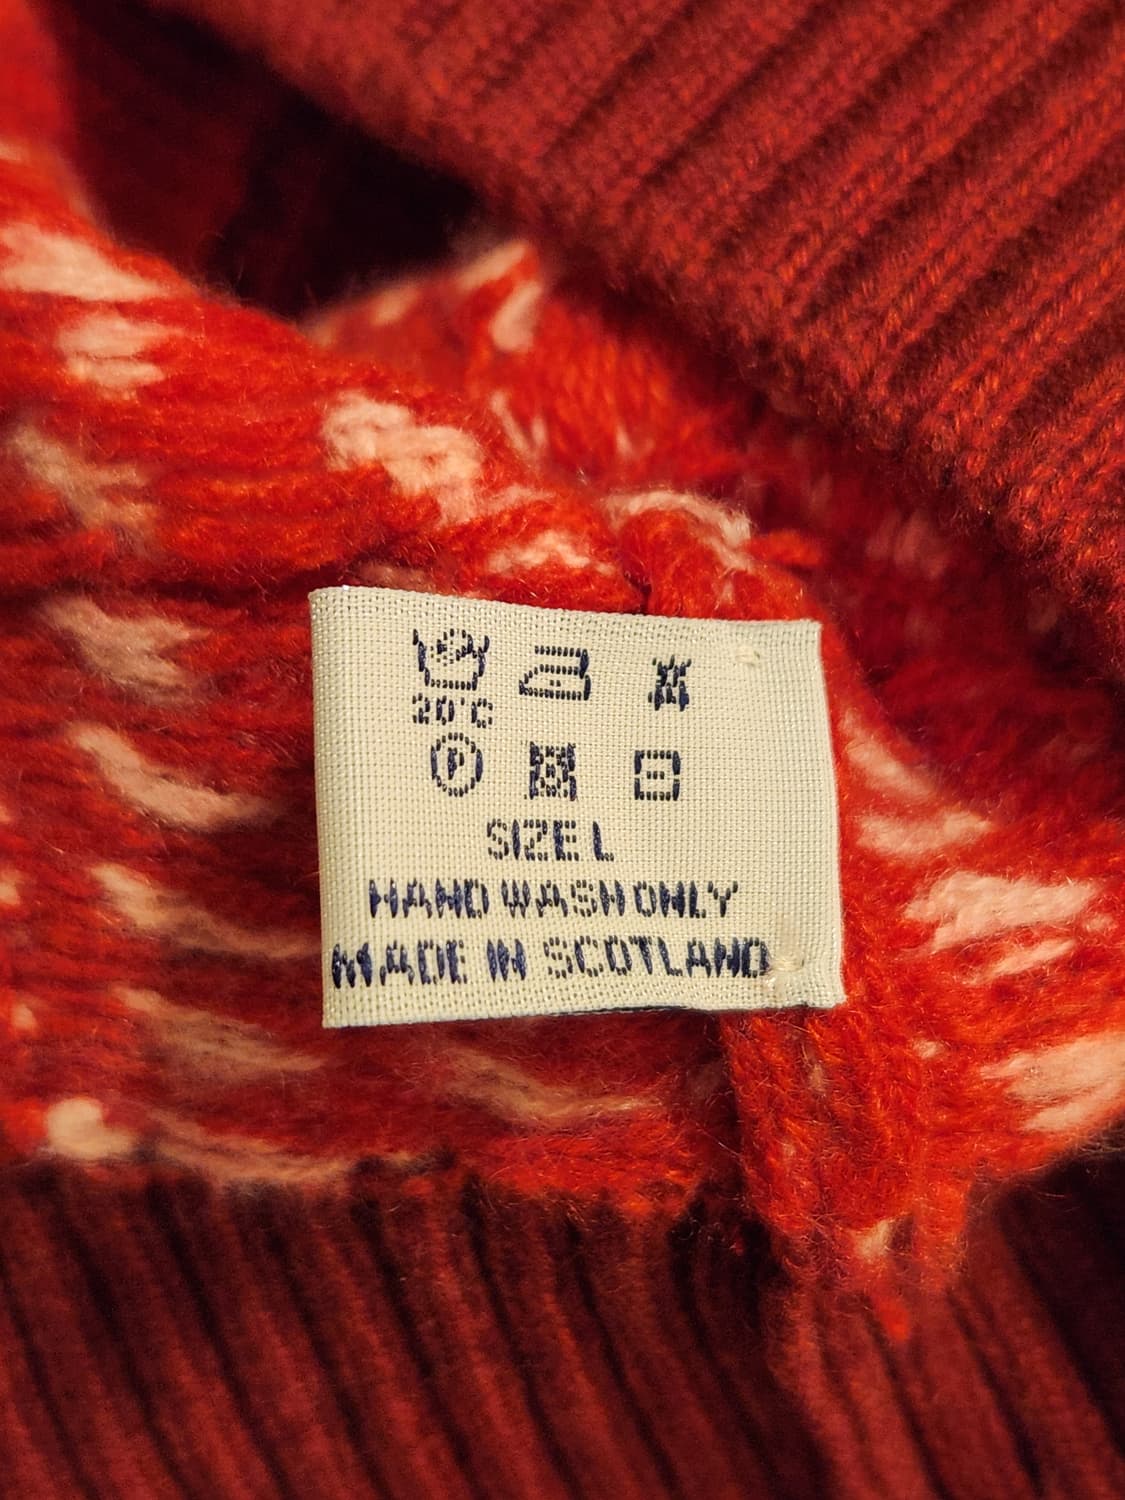 20°C
P
SIZE L
HAND WASH ONLY
MADE IN SCOTLAND